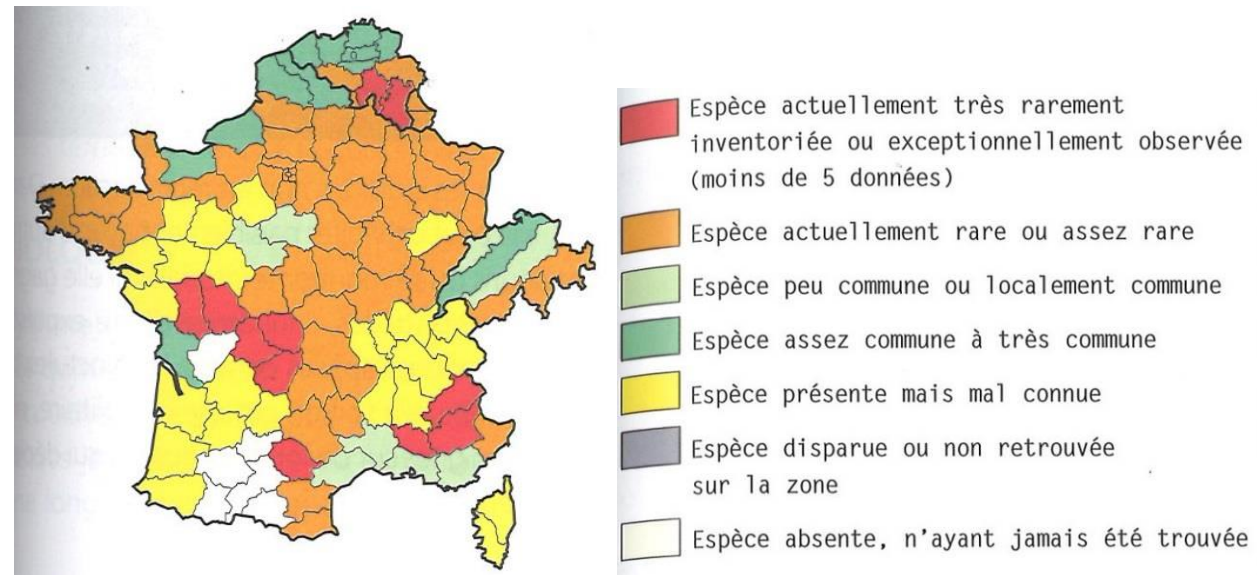 Espèce actuellement très rarement
inventoriée ou exceptionnellement observée
(moins de 5 données)
Espèce actuellement rare ou assez rare
Espèce peu commune ou localement commune
Espèce assez commune à très commune
Espèce présente mais mal connue
Espèce disparue ou non retrouvée
sur la zone
Espèce absente, n'ayant jamais été trouvée